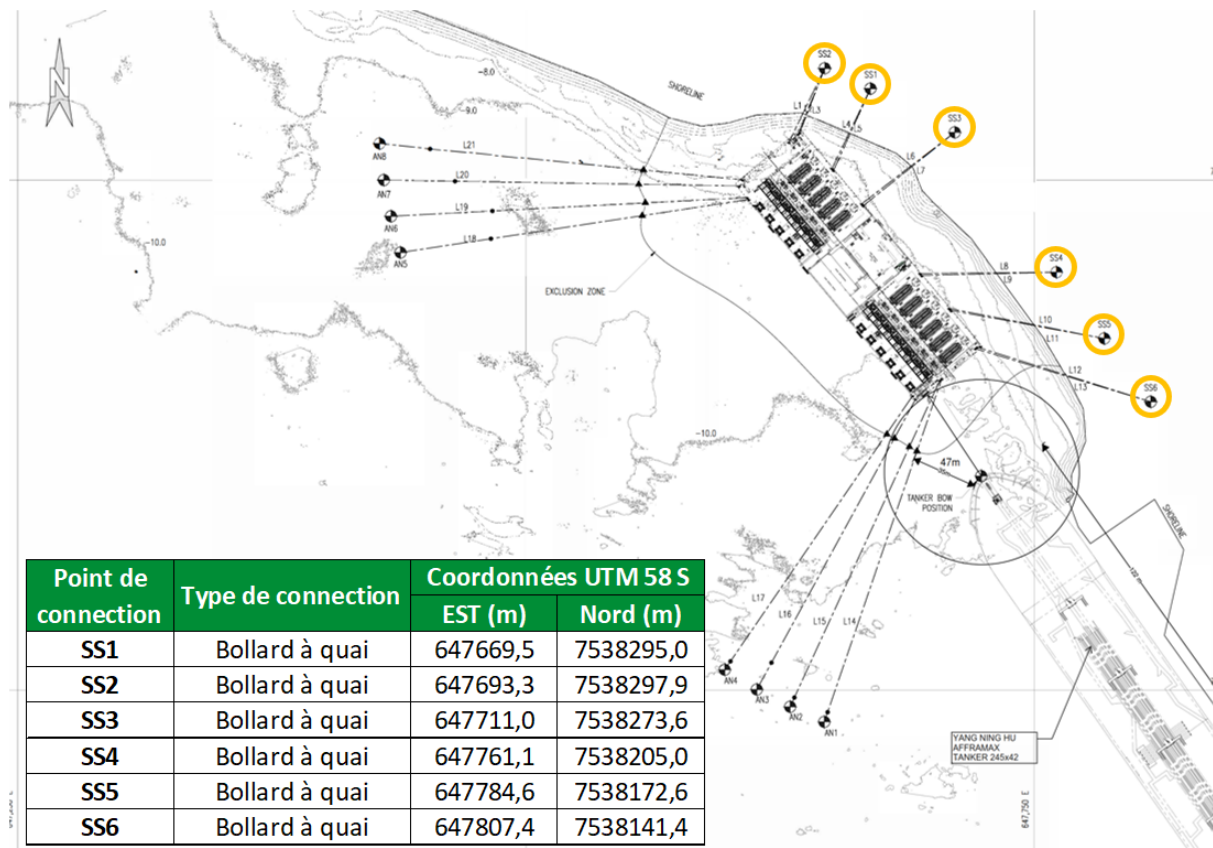 N
SS2
SS1
SS3
SS4
SS5
SS6
SHORELINE
-8.0
-9.0
L1
L3
L4
L5
L6
L7
L8
L9
L10
L11
L12
L13
L21
L20
L19
L18
AN8
AN7
AN6
AN5
-10.0
EXCLUSION ZONE
-10.0
47m
TANKER BOW
POSITION
SHORELINE
L17
L16
L15
L14
AN4
AN3
AN2
AN1
YANG NING HU
AFFRAMAX
TANKER 245x42
647,750 E
Point de connection Type de connection Coordonnées UTM 58 S
EST (m) Nord (m)
SS1 Bollard à quai 647669,5 7538295,0
SS2 Bollard à quai 647693,3 7538297,9
SS3 Bollard à quai 647711,0 7538273,6
SS4 Bollard à quai 647761,1 7538205,0
SS5 Bollard à quai 647784,6 7538172,6
SS6 Bollard à quai 647807,4 7538141,4